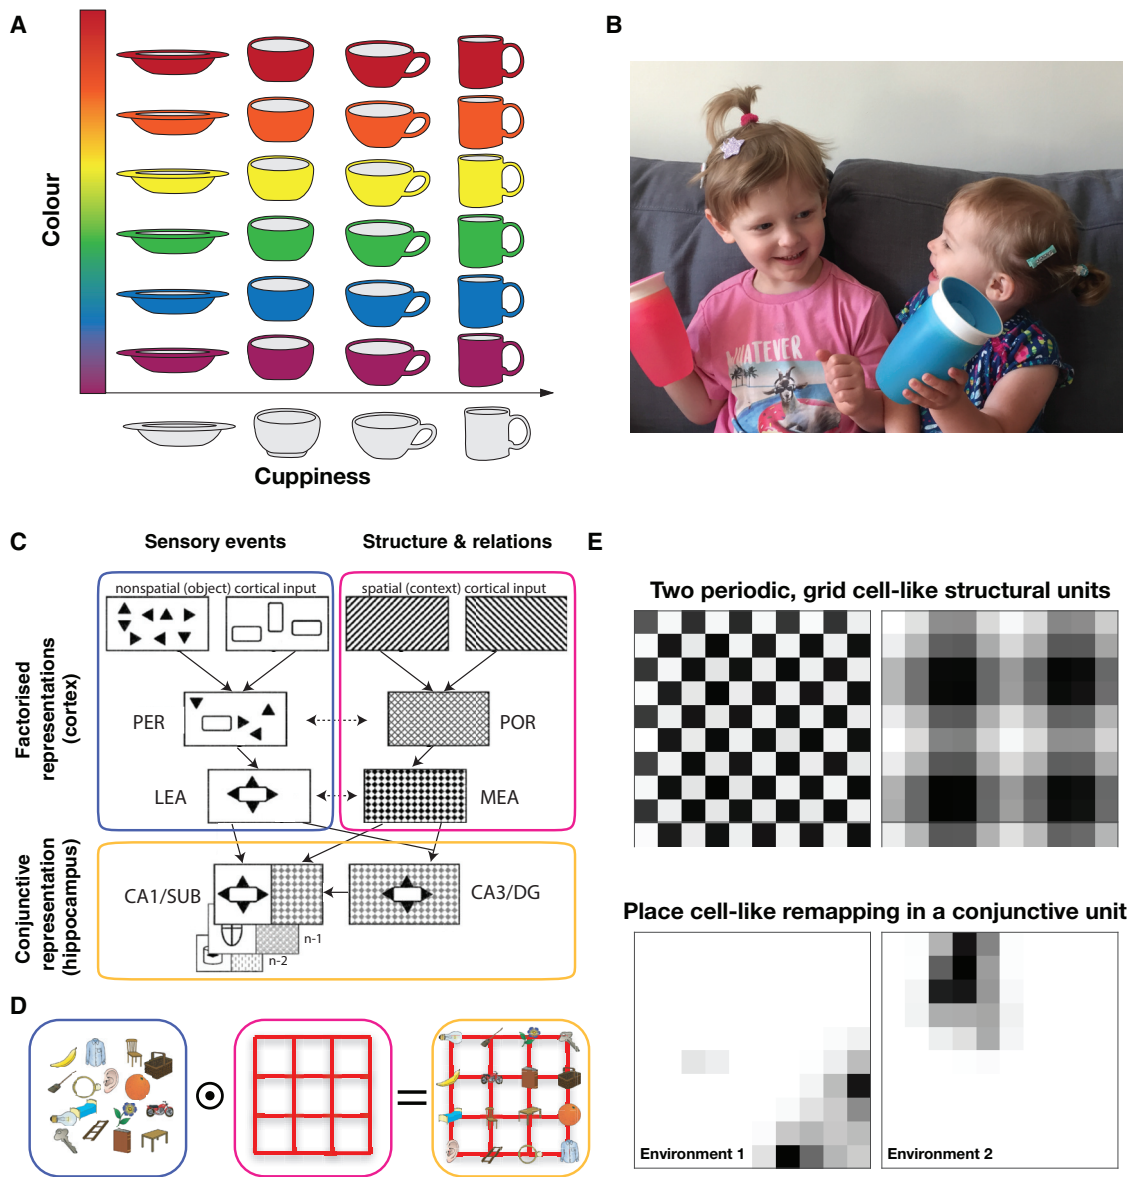 A
Colour
Cuppiness
B
WHATEVER
C
Sensory events
Structure & relations
Factorised
representations
(cortex)
nonspatial (object) cortical input
spatial (context) cortical input
PER
POR
LEA
MEA
Conjunctive
representation
(hippocampus)
CA1/SUB
CA3/DG
n-1
n-2
D
E
Two periodic, grid cell-like structural units
Place cell-like remapping in a conjunctive unit
Environment 1
Environment 2